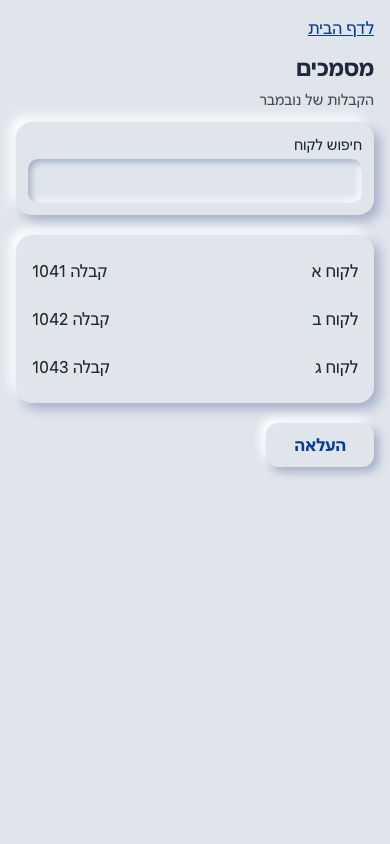 לדף הבית
מסמכים
הקבלות של נובמבר
חיפוש לקוח
לקוח א קבלה 1041
לקוח ב קבלה 1042
לקוח ג קבלה 1043
העלאה